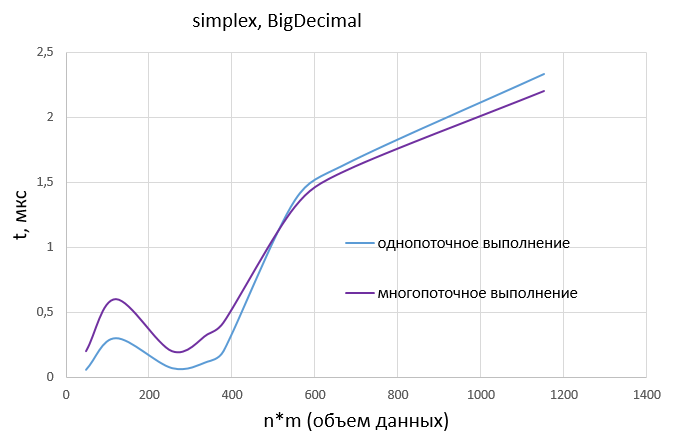 simplex, BigDecimal
2,5
2
1,5
1
0,5
0
t, мкс
однопоточное выполнение
многопоточное выполнение
0 200 400 600 800 1000 1200 1400
n*m (объем данных)